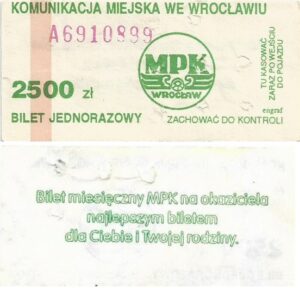 KOMUNIKACJA MIEJSKA WE WROCŁAWIU
A6910899
MPK
WROCŁAW
2500 zł
BILET JEDNORAZOWY
ZACHOWAĆ DO KONTROLI
TU KASOWAĆ
ZARAZ PO WEJŚCIU
DO POJAZDU
engraf
Bilet miesięczny MPK na okaziciela
najlepszym biletem
dla Ciebie i Twojej rodziny.